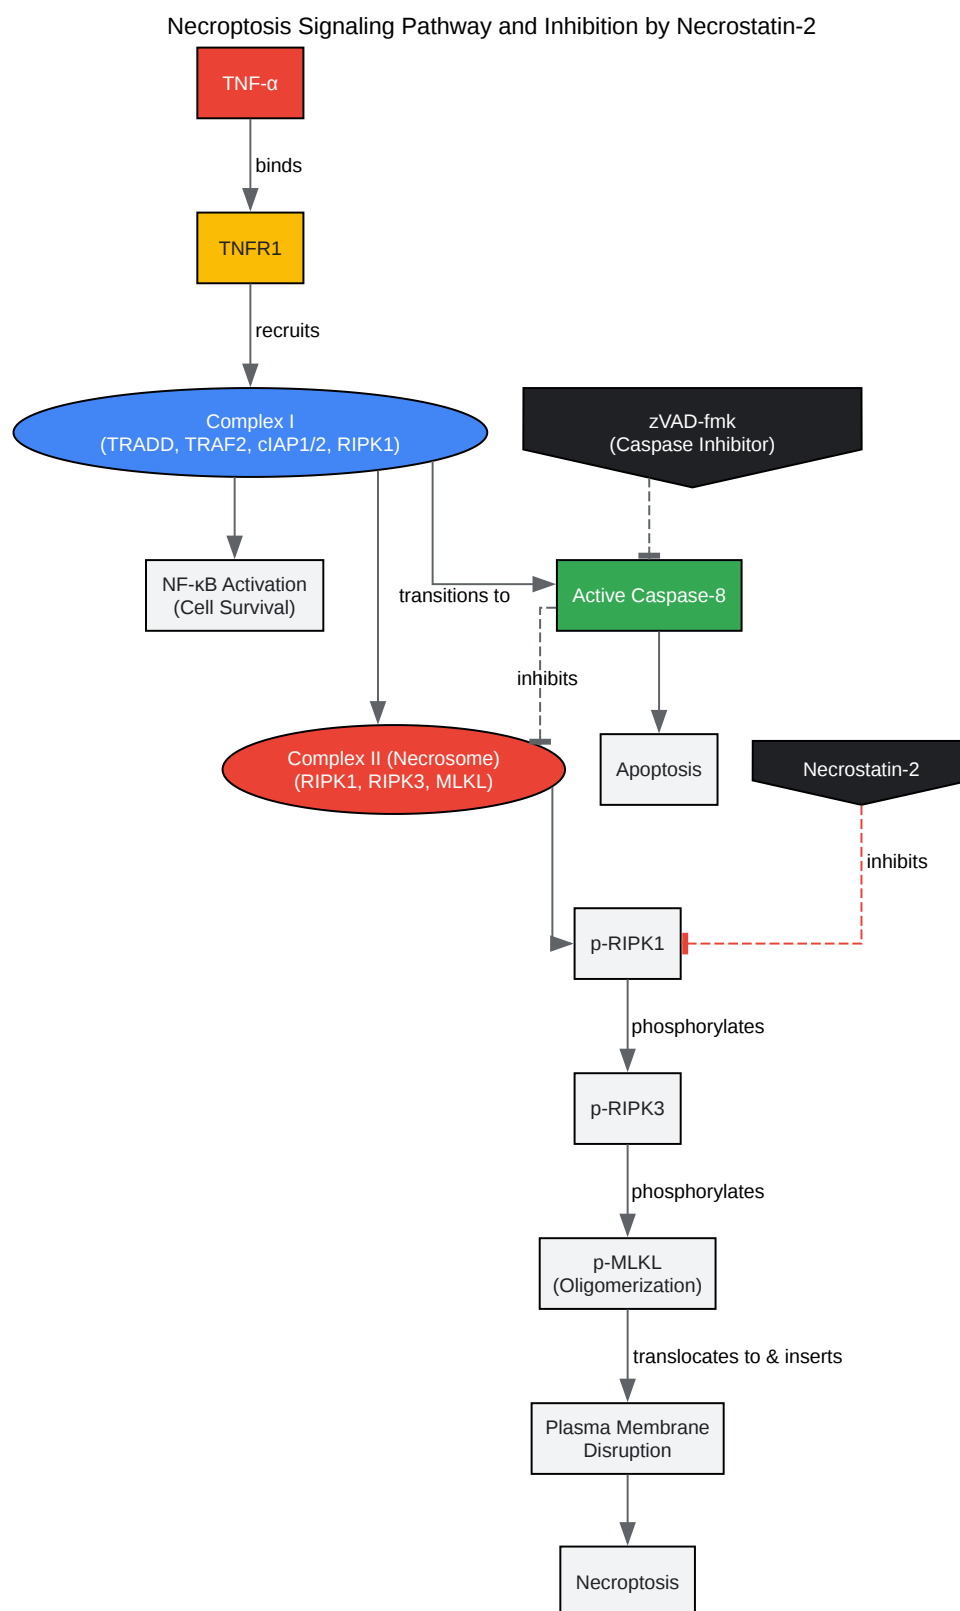 Necroptosis Signaling Pathway and Inhibition by Necrostatin-2
TNF-α
binds
TNFR1
recruits
Complex I
(TRADD, TRAF2, cIAP1/2, RIPK1)
zVAD-fmk
(Caspase Inhibitor)
NF-κB Activation
(Cell Survival)
transitions to
Active Caspase-8
inhibits
Complex II (Necrosome)
(RIPK1, RIPK3, MLKL)
Apoptosis
Necrostatin-2
inhibits
p-RIPK1
phosphorylates
p-RIPK3
phosphorylates
p-MLKL
(Oligomerization)
translocates to & inserts
Plasma Membrane
Disruption
Necroptosis